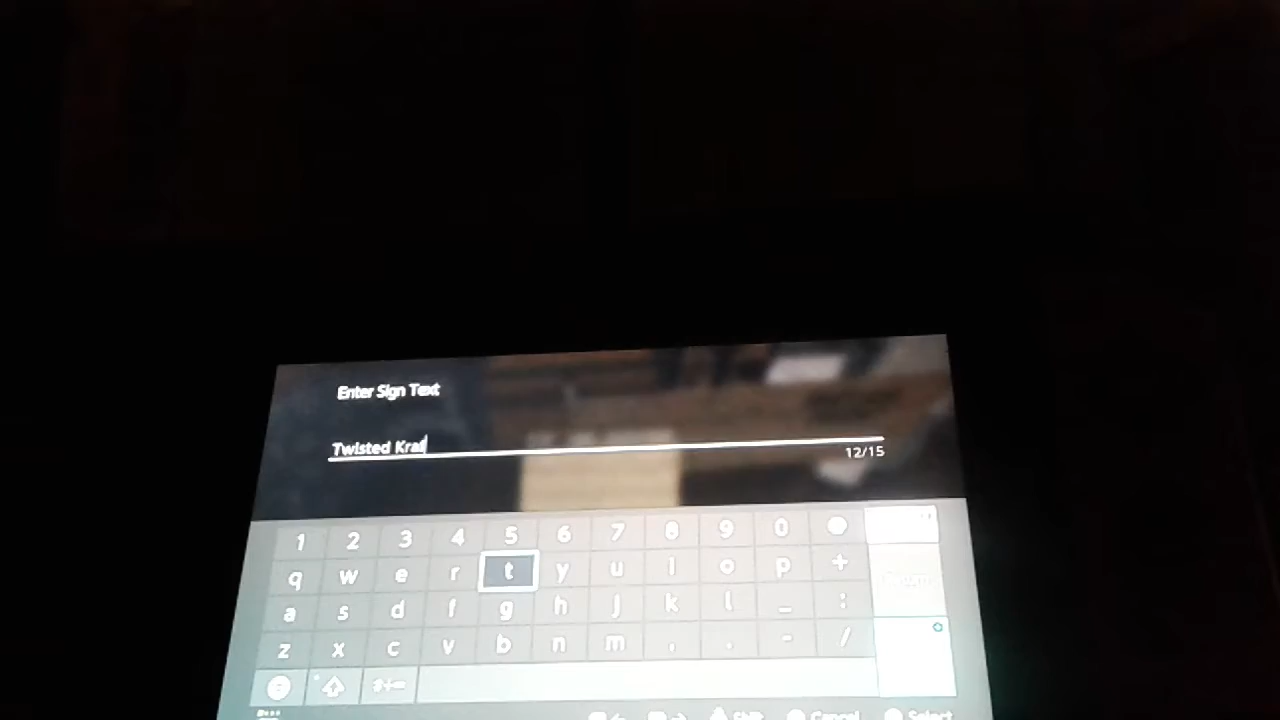 Enter Sign Text
Twisted Kraf
12/15
1 2 3 4 5 6 7 8 9 0
q w e r t y u i o p +
a s d f g h j k l _ :
z x c v b n m , . - /
#+=
Shift Cancel Select